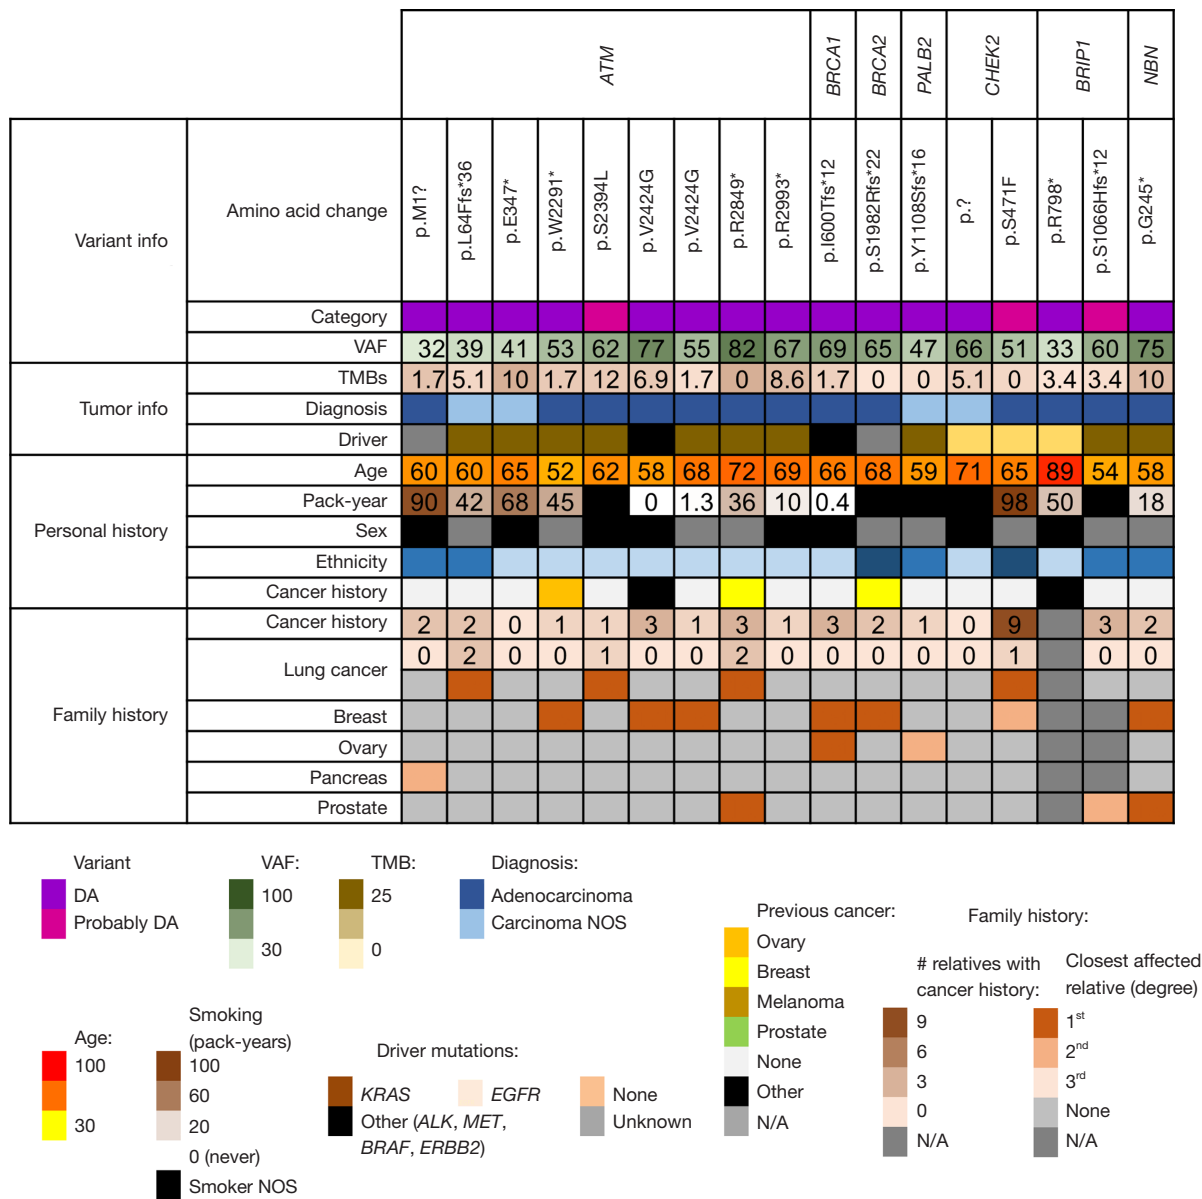 ATM BRCA1 BRCA2 PALB2 CHEK2 BRIP1 NBN
Variant info
Amino acid change p.M1? p.L64Ffs*36 p.E347* p.W2291* p.S2394L p.V2424G p.V2424G p.R2849* p.R2993* p.I600Tfs*12 p.S1982Rfs*22 p.Y1108Sfs*16 p.? p.S471F p.R798* p.S1066Hfs*12 p.G245*
Category
VAF 32 39 41 53 62 77 55 82 67 69 65 47 66 51 33 60 75
Tumor info
TMBs 1.7 5.1 10 1.7 12 6.9 1.7 0 8.6 1.7 0 0 5.1 0 3.4 3.4 10
Diagnosis
Driver
Personal history
Age 60 60 65 52 62 58 68 72 69 66 68 59 71 65 89 54 58
Pack-year 90 42 68 45 0 1.3 36 10 0.4 98 50 18
Sex
Ethnicity
Cancer history
Family history
Cancer history 2 2 0 1 1 3 1 3 1 3 2 1 0 9 3 2
Lung cancer 0 2 0 0 1 0 0 2 0 0 0 0 0 1 0 0
Breast
Ovary
Pancreas
Prostate
Variant
DA
Probably DA
VAF:
100
30
TMB:
25
0
Diagnosis:
Adenocarcinoma
Carcinoma NOS
Age:
100
30
Smoking
(pack-years)
100
60
20
0 (never)
Smoker NOS
Driver mutations:
KRAS
EGFR
None
Other (ALK, MET,
BRAF, ERBB2)
Unknown
Previous cancer:
Ovary
Breast
Melanoma
Prostate
None
Other
N/A
Family history:
# relatives with
cancer history:
9
6
3
0
N/A
Closest affected
relative (degree)
1st
2nd
3rd
None
N/A